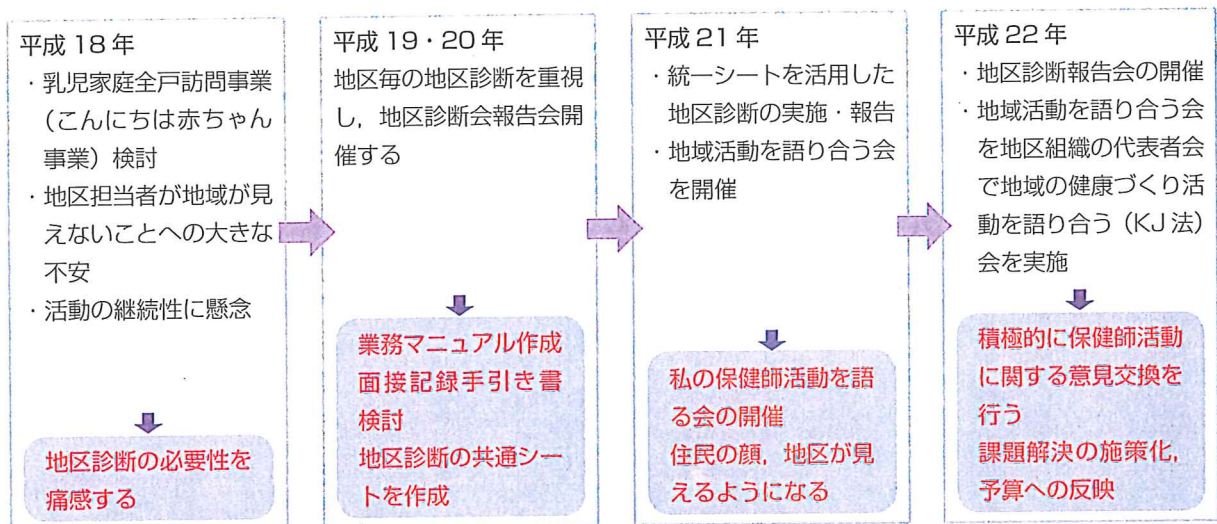 平成 18 年
・乳児家庭全戸訪問事業
(こんにちは赤ちゃん
事業) 検討
・地区担当者が地域が見
えないことへの大きな
不安
・活動の継続性に懸念
地区診断の必要性を
痛感する
平成 19・20 年
地区毎の地区診断を重視
し，地区診断会報告会開
催する
業務マニュアル作成
面接記録手引き書
検討
地区診断の共通シー
トを作成
平成 21 年
・統一シートを活用した
地区診断の実施・報告
・地域活動を語り合う会
を開催
私の保健師活動を語
る会の開催
住民の顔，地区が見
えるようになる
平成 22 年
・地区診断報告会の開催
・地域活動を語り合う会
を地区組織の代表者会
で地域の健康づくり活
動を語り合う (KJ 法)
会を実施
積極的に保健師活動
に関する意見交換を
行う
課題解決の施策化，
予算への反映